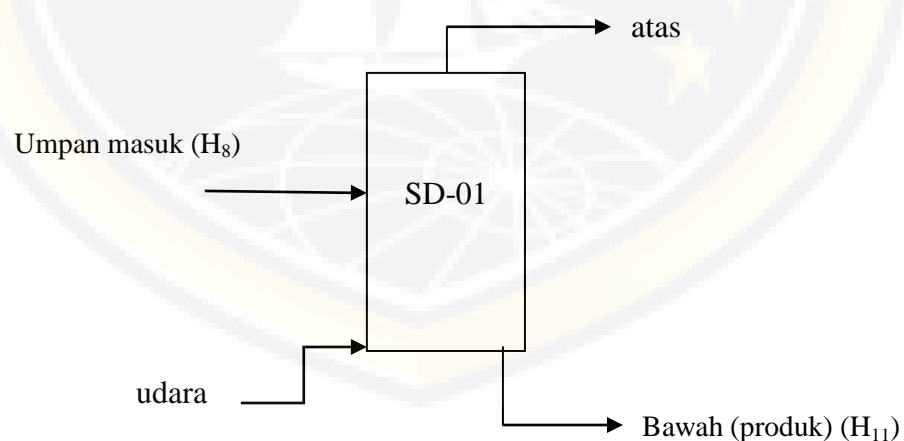 atas
Umpan masuk (H₈)
SD-01
udara
Bawah (produk) (H₁₁)